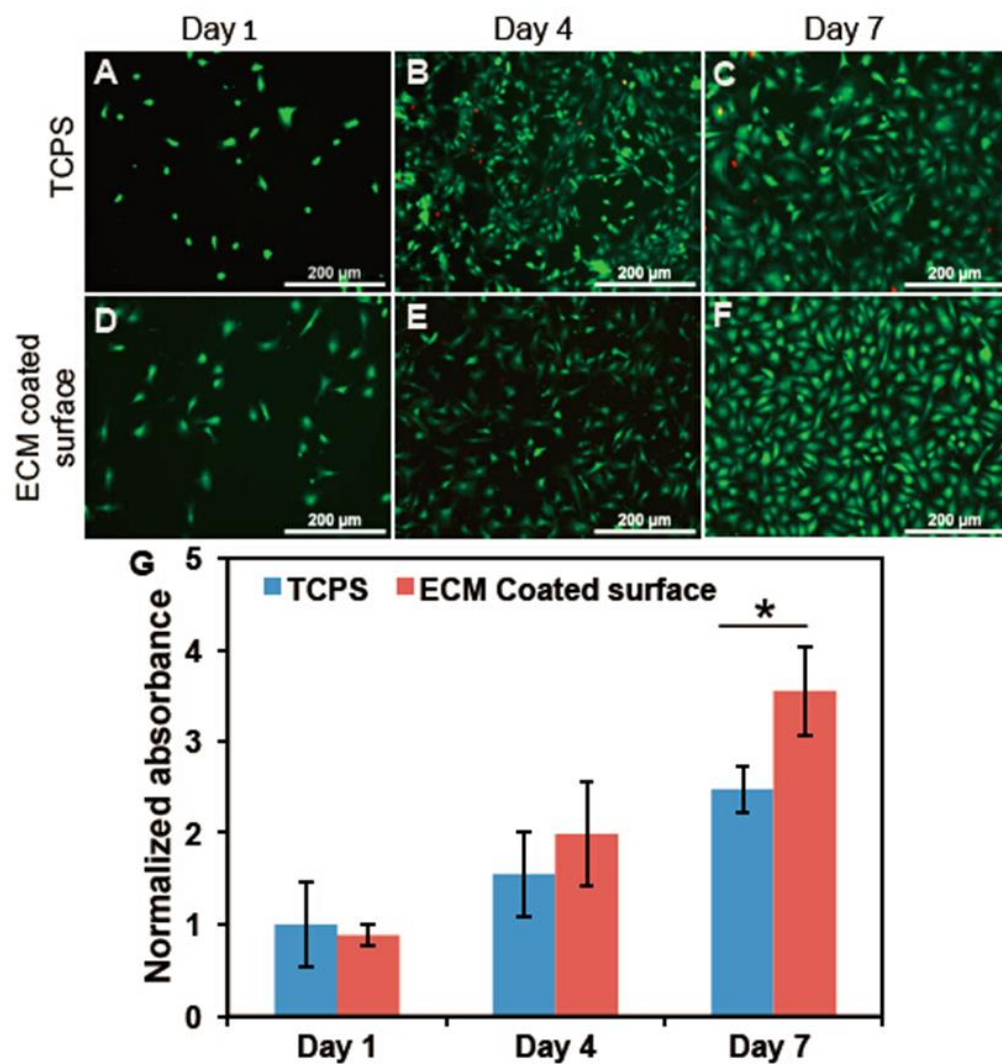 Day 1 Day 4 Day 7
TCPS
A B C
200 µm 200 µm 200 µm
ECM coated
surface
D E F
200 µm 200 µm 200 µm
G
TCPS ECM Coated surface
*
Normalized absorbance
5
4
3
2
1
0
Day 1 Day 4 Day 7